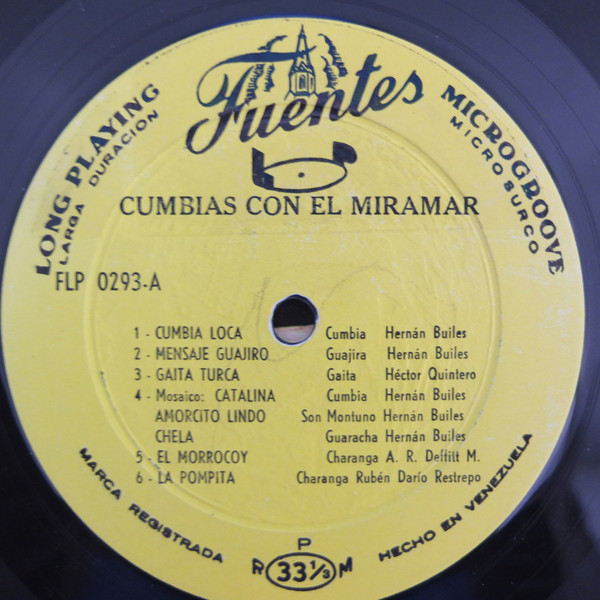 Fuentes
LONG PLAYING
LARGA DURACION
MICROGROOVE
MICROSURCO
CUMBIAS CON EL MIRAMAR
FLP 0293-A
1 - CUMBIA LOCA Cumbia Hernán Builes
2 - MENSAJE GUAJIRO Guajira Hernán Builes
3 - GAITA TURCA Gaita Héctor Quintero
4 - Mosaico: CATALINA Cumbia Hernán Builes
AMORCITO LINDO Son Montuno Hernán Builes
CHELA Guaracha Hernán Builes
5 - EL MORROCOY Charanga A. R. Deffitt M.
6 - LA POMPITA Charanga Rubén Darío Restrepo
MARCA REGISTRADA
R P M
33⅓
HECHO EN VENEZUELA